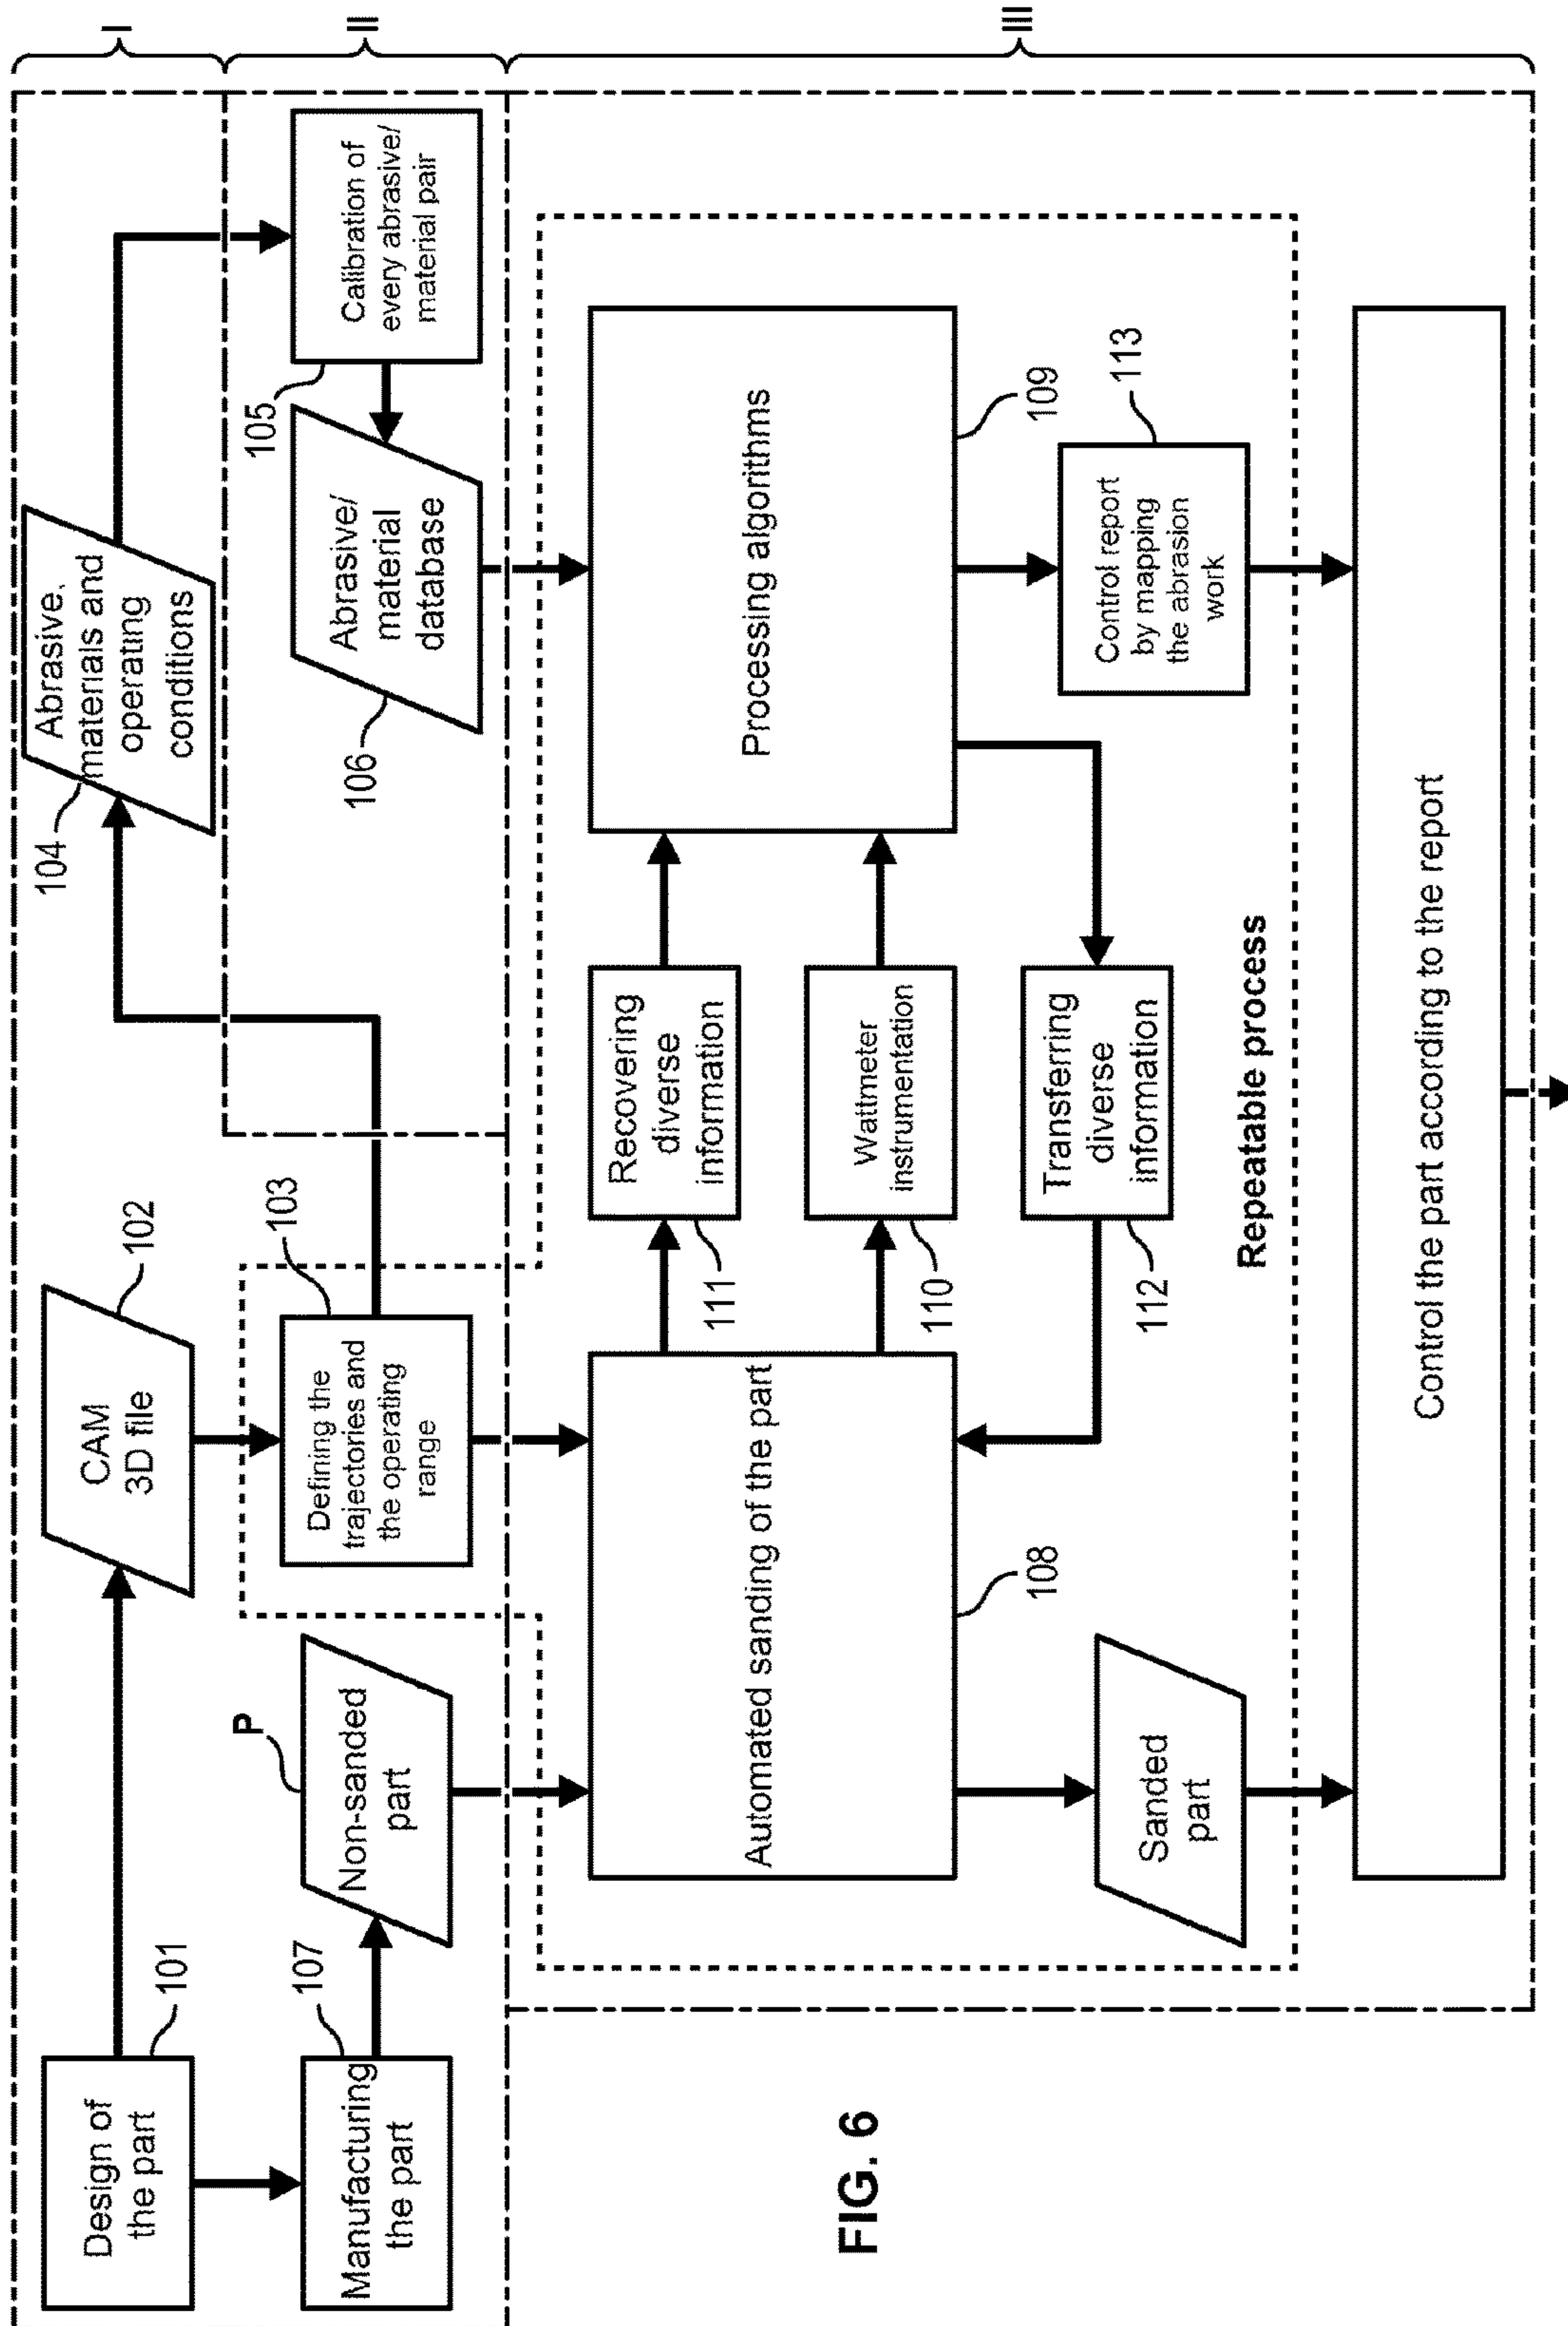 I
II
III
Design of
the part
101
CAM
3D file
102
Abrasive,
materials and
operating
conditions
104
Manufacturing
the part
107
Non-sanded
part
P
Defining the
trajectories and
the operating
range
103
Abrasive/
material
database
106
Calibration of
every abrasive/
material pair
105
Automated sanding of the part
108
Recovering
diverse
information
111
Wattmeter
instrumentation
110
Transferring
diverse
information
112
Processing algorithms
109
Control report
by mapping
the abrasion
work
113
Sanded
part
Repeatable process
Control the part according to the report
FIG. 6